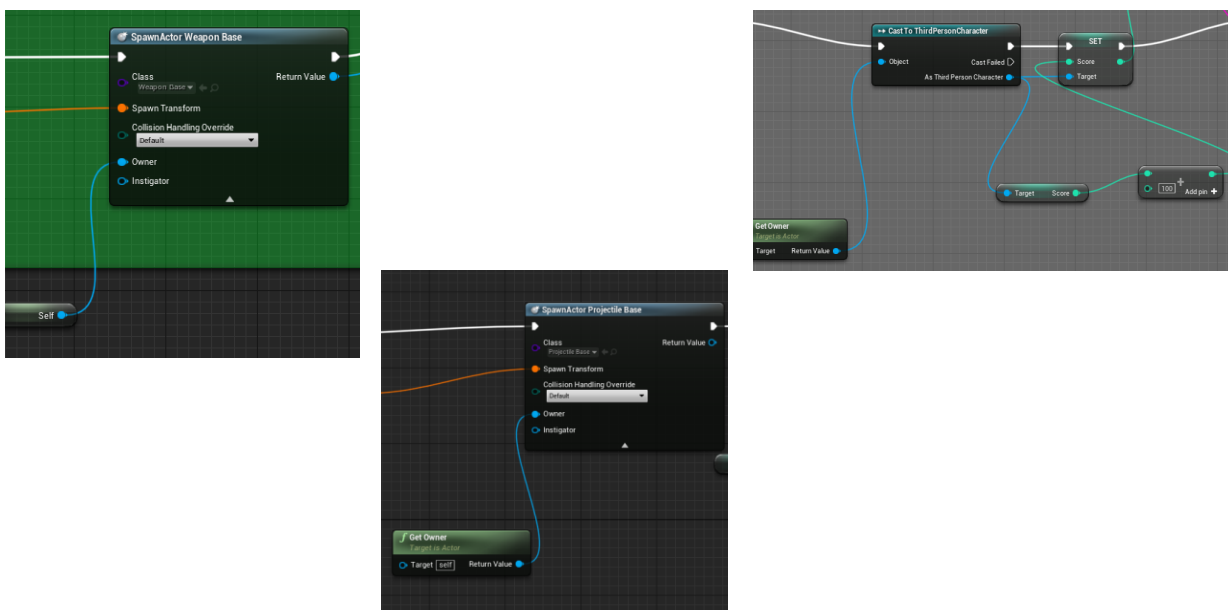 SpawnActor Weapon Base
Class
Weapon Base
Return Value
Spawn Transform
Collision Handling Override
Default
Owner
Instigator
Self
SpawnActor Projectile Base
Class
Projectile Base
Return Value
Spawn Transform
Collision Handling Override
Default
Owner
Instigator
f Get Owner
Target is Actor
Target self Return Value
Cast To ThirdPersonCharacter
Object Cast Failed
As Third Person Character
SET
Score
Target
Target Score
100 + Add pin +
Get Owner
Target is Actor
Target Return Value